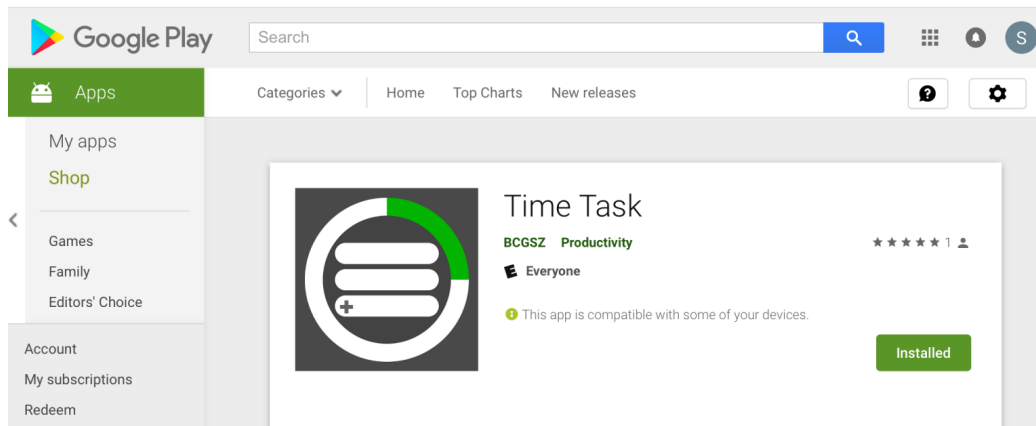 Google Play
Search
S
Apps
Categories
Home
Top Charts
New releases
My apps
Shop
Games
Family
Editors' Choice
Account
My subscriptions
Redeem
Time Task
BCGSZ Productivity
1
E Everyone
This app is compatible with some of your devices.
Installed